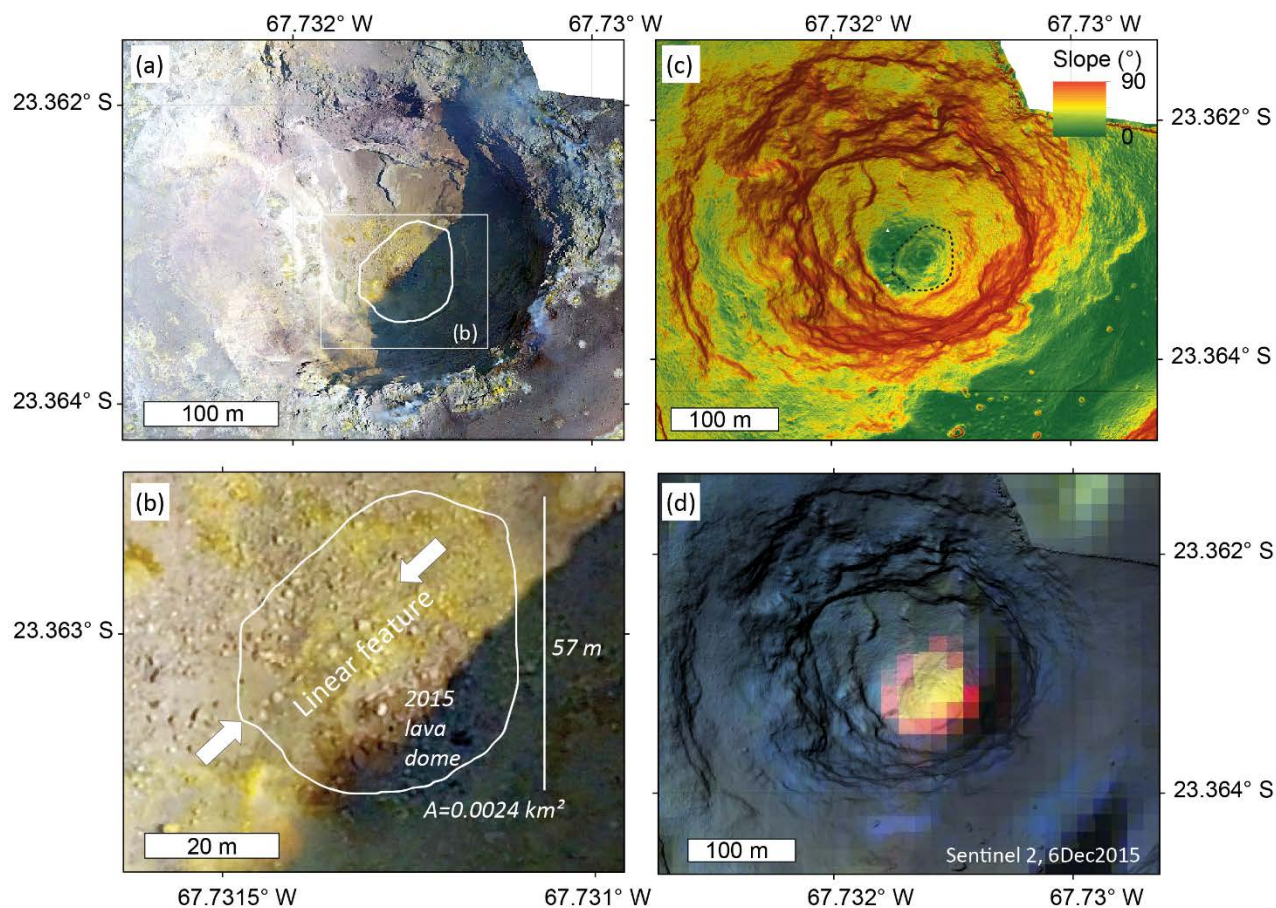 67.732° W
67.73° W
67.732° W
67.73° W
(a)
23.362° S
(b)
23.364° S
100 m
(c)
Slope (°)
90
0
23.362° S
23.364° S
100 m
(b)
23.363° S
Linear feature
57 m
2015
lava
dome
A=0.0024 km²
20 m
67.7315° W
67.731° W
(d)
23.362° S
23.364° S
100 m
Sentinel 2, 6Dec2015
67.732° W
67.73° W